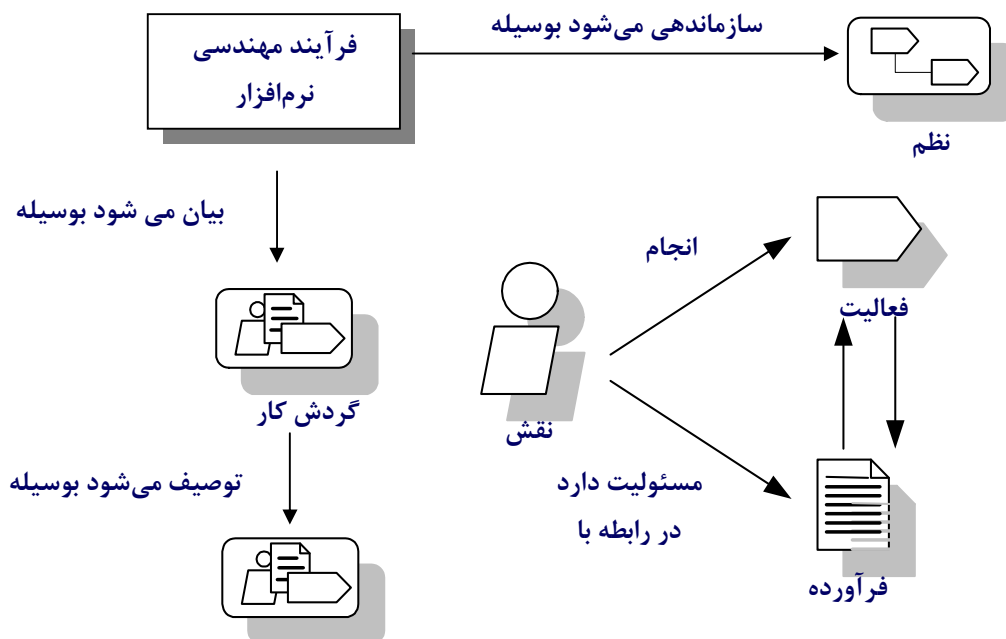 فرآیند مهندسی
نرم‌افزار
سازماندهی می‌شود بوسیله
نظم
بیان می شود بوسیله
انجام
فعالیت
گردش کار
نقش
توصیف می‌شود بوسیله
مسئولیت دارد
در رابطه با
فرآورده